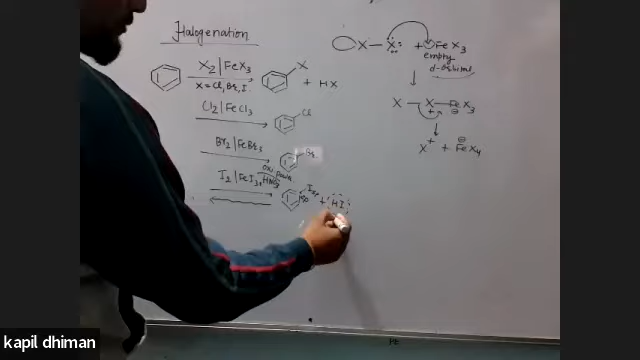 Halogenation
X2 | FeX3
X = Cl, Br, I
X
+ HX
Cl2 | FeCl3
Cl
Br2 | FeBr3
Br
I2 | FeI3, HNO3
I
+ HI
X — X: + FeX3
empty
d-orbital
X — X — FeX3
+ ⊖
X+ + FeX4
⊖
kapil dhiman